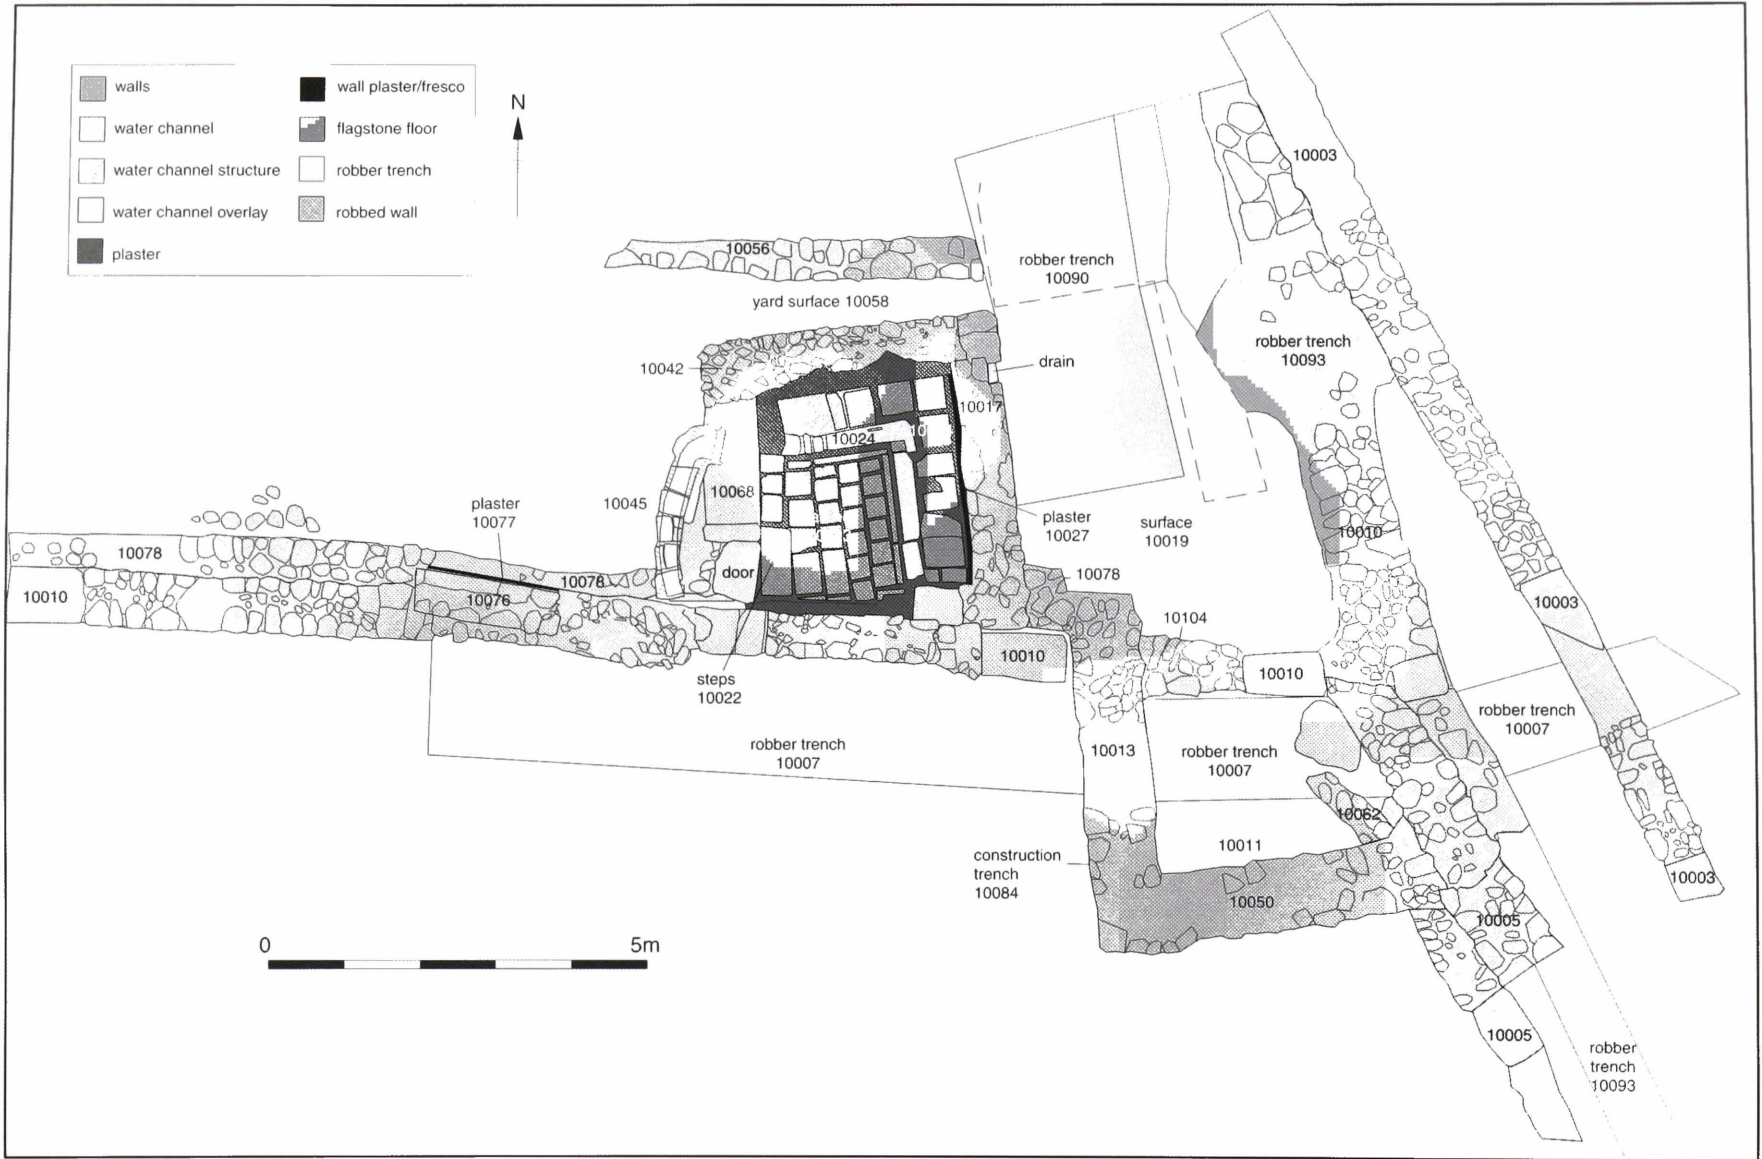 walls
water channel
water channel structure
water channel overlay
plaster
wall plaster/fresco
flagstone floor
robber trench
robbed wall
N
10003
10056
robber trench
10090
yard surface 10058
robber trench
10093
10042
drain
10017
10024
10045
10068
plaster
10077
plaster
10027
surface
10019
10010
10078
door
10078
10078
10003
10010
10076
10104
10010
10010
steps
10022
robber trench
10007
robber trench
10007
10013
robber trench
10007
10062
10011
construction
trench
10084
10003
10050
10005
0
5m
10005
robber
trench
10093